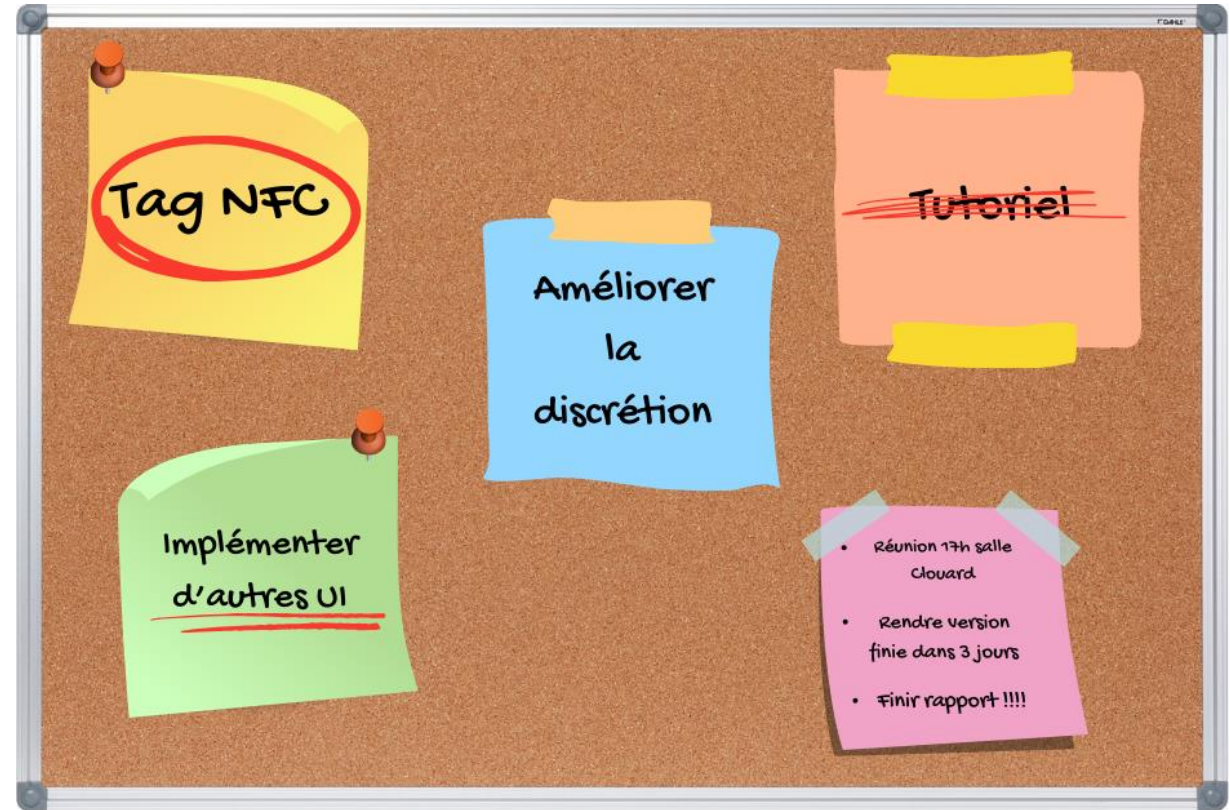 Tag NFC
Tutoriel
Améliorer
la
discrétion
Implémenter
d'autres UI
• Réunion 17h salle
Clouard
• Rendre version
finie dans 3 jours
• Finir rapport !!!!